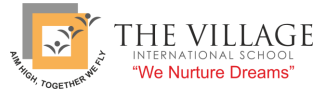 AIM HIGH, TOGETHER WE FLY
THE VILLAGE
INTERNATIONAL SCHOOL
"We Nurture Dreams"